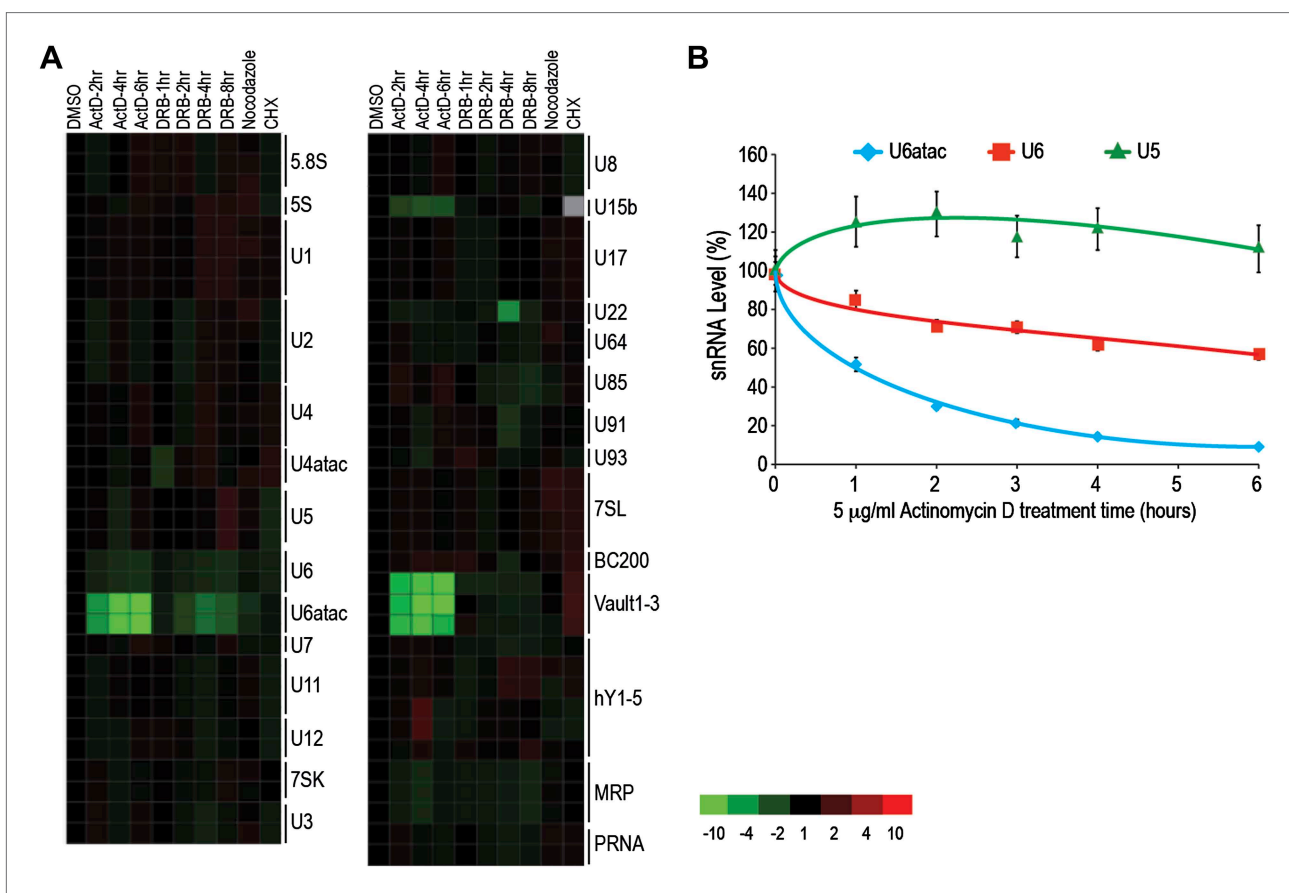 A
DMSO
ActD-2hr
ActD-4hr
ActD-6hr
DRB-1hr
DRB-2hr
DRB-4hr
DRB-8hr
Nocodazole
CHX
5.8S
5S
U1
U2
U4
U4atac
U5
U6
U6atac
U7
U11
U12
7SK
U3
DMSO
ActD-2hr
ActD-4hr
ActD-6hr
DRB-1hr
DRB-2hr
DRB-4hr
DRB-8hr
Nocodazole
CHX
U8
U15b
U17
U22
U64
U85
U91
U93
7SL
BC200
Vault1-3
hY1-5
MRP
PRNA
B
U6atac U6 U5
snRNA Level (%)
160
140
120
100
80
60
40
20
0
0 1 2 3 4 5 6
5 µg/ml Actinomycin D treatment time (hours)
-10 -4 -2 1 2 4 10